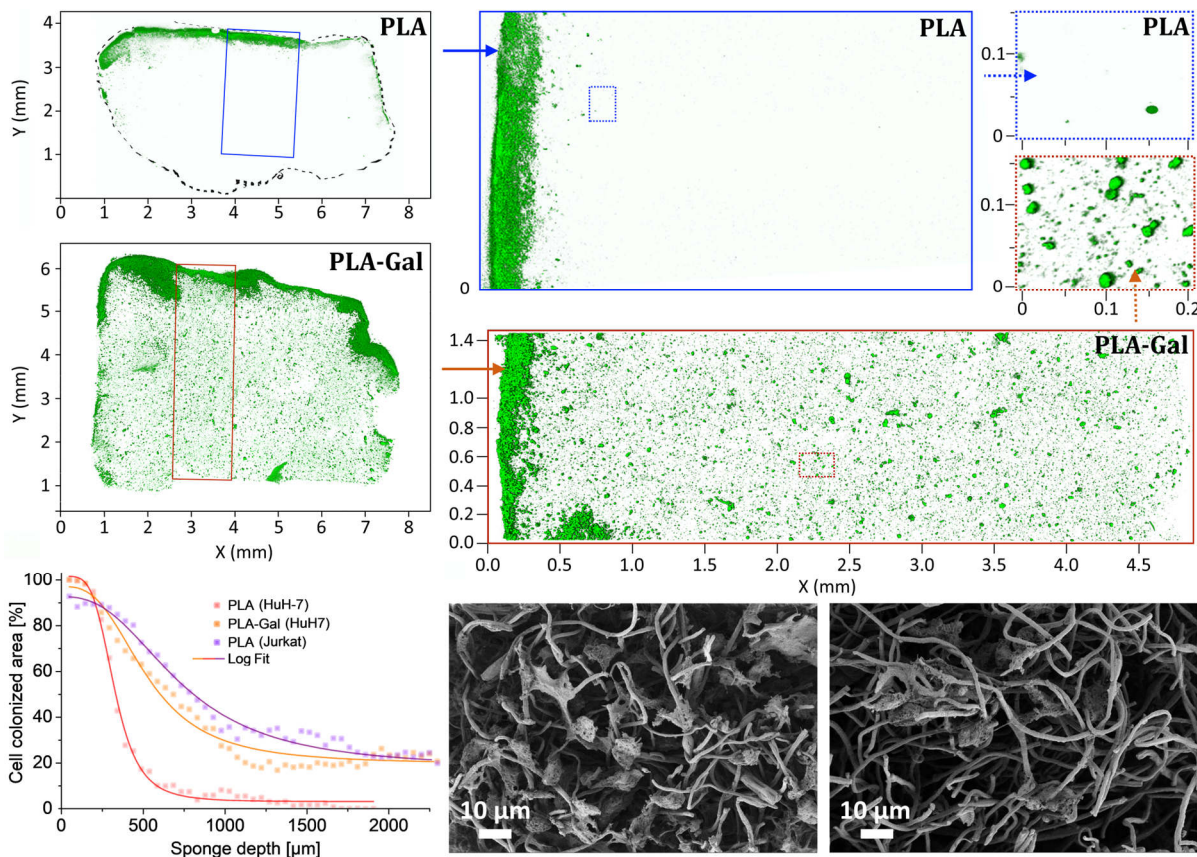 4
3
2
1
Y (mm)
PLA
0 1 2 3 4 5 6 7 8
PLA
0
PLA
0.1
0
0.1
0
0 0.1 0.2
6
5
4
3
2
1
Y (mm)
PLA-Gal
0 1 2 3 4 5 6 7 8
X (mm)
PLA-Gal
1.4
1.0
0.8
0.6
0.4
0.2
0.0
0.0 0.5 1.0 1.5 2.0 2.5 3.0 3.5 4.0 4.5
X (mm)
100
80
60
40
20
0
Cell colonized area [%]
PLA (HuH-7)
PLA-Gal (HuH7)
PLA (Jurkat)
Log Fit
0 500 1000 1500 2000
Sponge depth [µm]
10 µm
10 µm